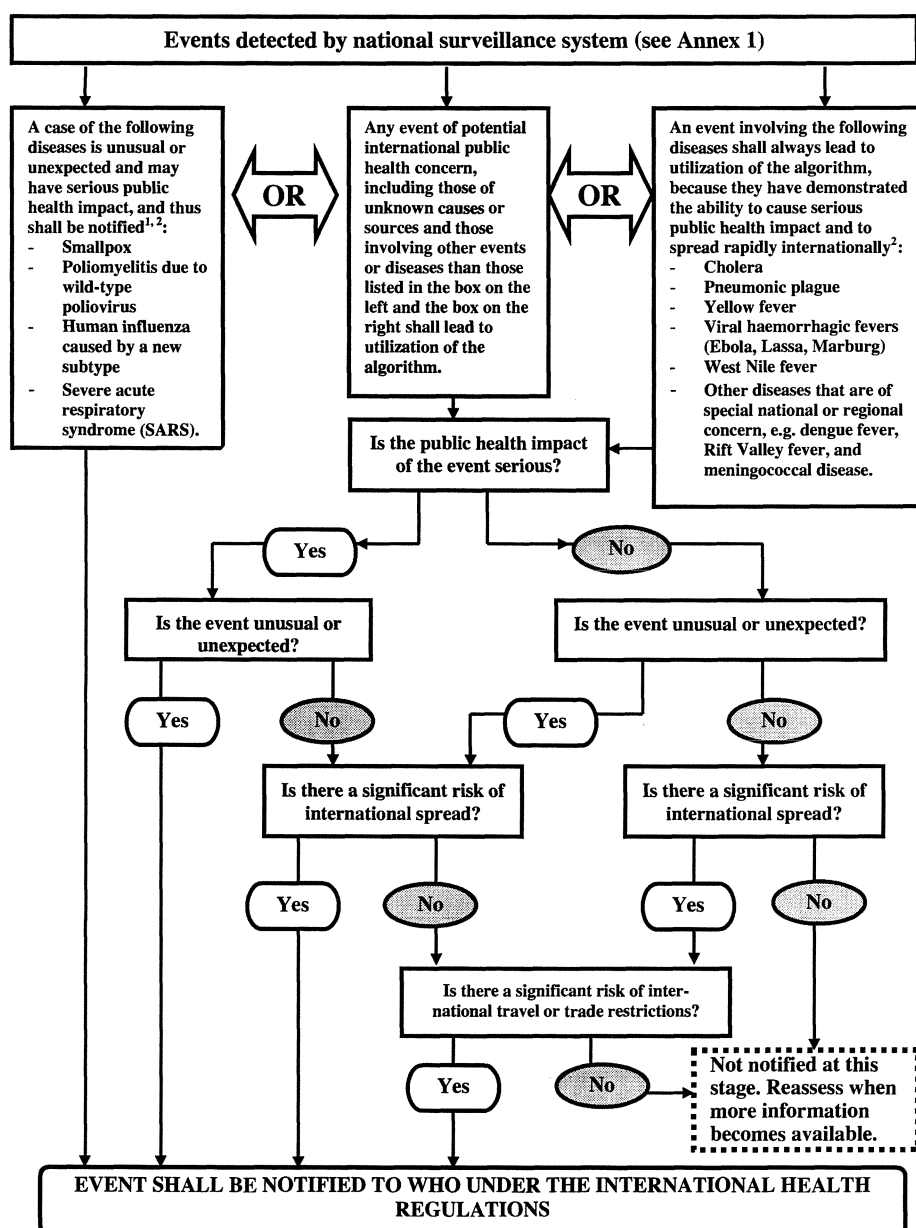 Events detected by national surveillance system (see Annex 1)
A case of the following
diseases is unusual or
unexpected and may
have serious public
health impact, and thus
shall be notified1, 2:
- Smallpox
- Poliomyelitis due to
wild-type
poliovirus
- Human influenza
caused by a new
subtype
- Severe acute
respiratory
syndrome (SARS).
OR
Any event of potential
international public
health concern,
including those of
unknown causes or
sources and those
involving other events
or diseases than those
listed in the box on the
left and the box on the
right shall lead to
utilization of the
algorithm.
OR
An event involving the following
diseases shall always lead to
utilization of the algorithm,
because they have demonstrated
the ability to cause serious
public health impact and to
spread rapidly internationally2:
- Cholera
- Pneumonic plague
- Yellow fever
- Viral haemorrhagic fevers
(Ebola, Lassa, Marburg)
- West Nile fever
- Other diseases that are of
special national or regional
concern, e.g. dengue fever,
Rift Valley fever, and
meningococcal disease.
Is the public health impact
of the event serious?
Yes
No
Is the event unusual or
unexpected?
Is the event unusual or unexpected?
Yes
No
Yes
No
Is there a significant risk of
international spread?
Is there a significant risk of
international spread?
Yes
No
Yes
No
Is there a significant risk of inter-
national travel or trade restrictions?
Yes
No
Not notified at this
stage. Reassess when
more information
becomes available.
EVENT SHALL BE NOTIFIED TO WHO UNDER THE INTERNATIONAL HEALTH
REGULATIONS